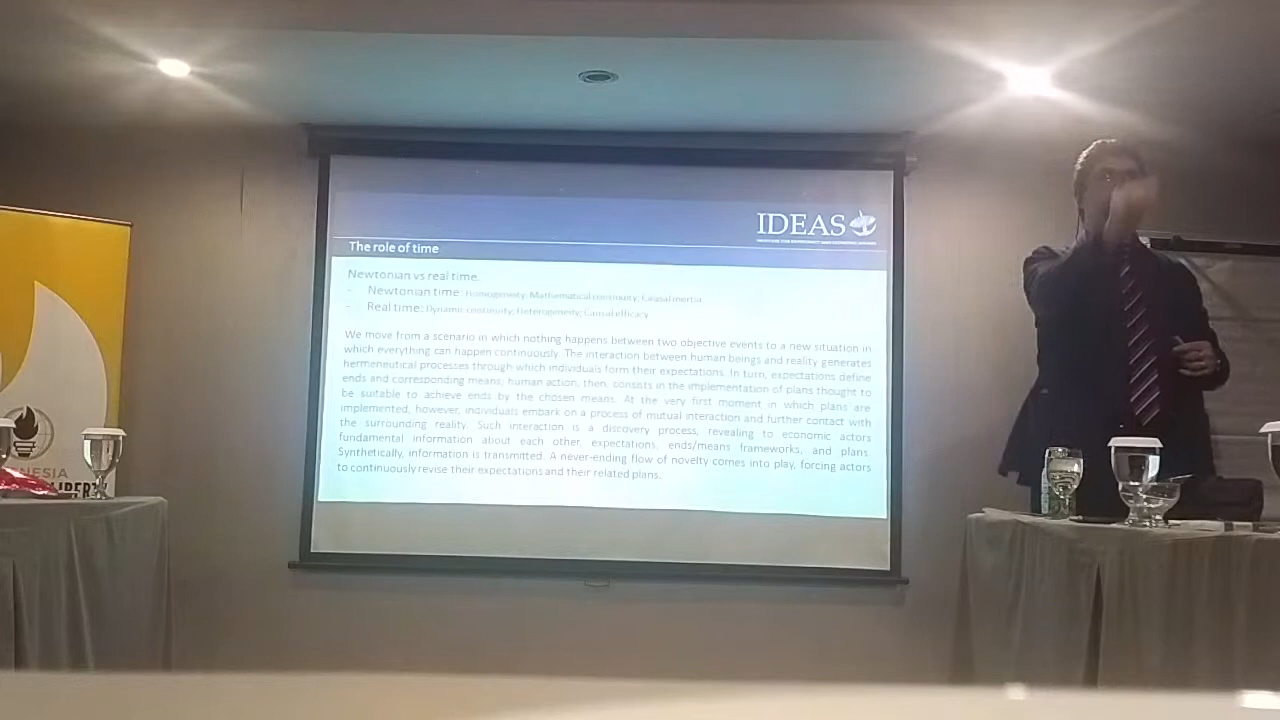 IDEAS
INSTITUTE FOR DEMOCRACY AND ECONOMIC AFFAIRS
The role of time
Newtonian vs real time.
- Newtonian time: Homogeneity; Mathematical continuity; Causal inertia
- Real time: Dynamic continuity; Heterogeneity; Causal efficacy
We move from a scenario in which nothing happens between two objective events to a new situation in
which everything can happen continuously. The interaction between human beings and reality generates
hermeneutical processes through which individuals form their expectations. In turn, expectations define
ends and corresponding means; human action, then, consists in the implementation of plans thought to
be suitable to achieve ends by the chosen means. At the very first moment in which plans are
implemented, however, individuals embark on a process of mutual interaction and further contact with
the surrounding reality. Such interaction is a discovery process, revealing to economic actors
fundamental information about each other, expectations, ends/means frameworks, and plans.
Synthetically, information is transmitted. A never-ending flow of novelty comes into play, forcing actors
to continuously revise their expectations and their related plans.
NESIA